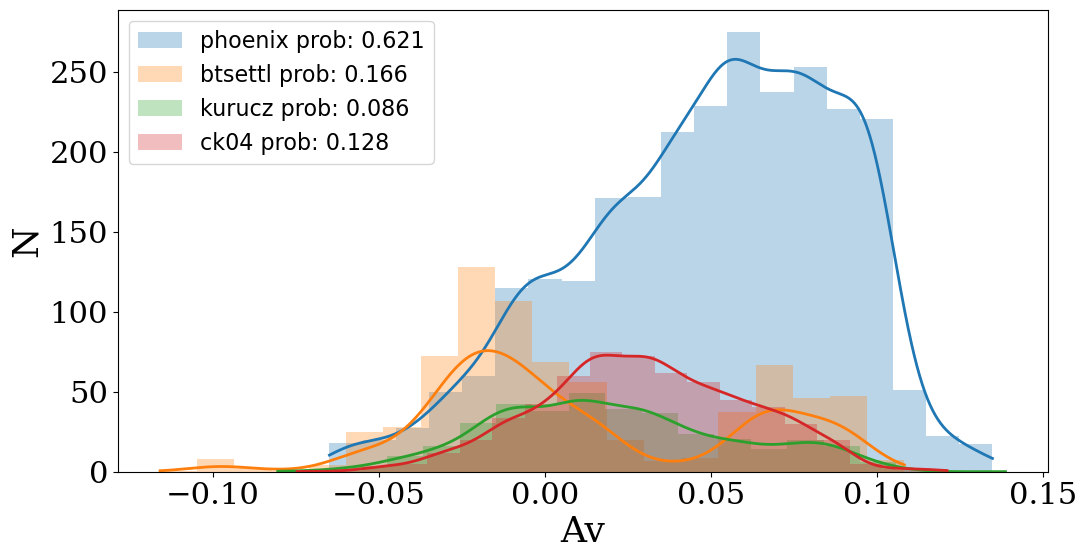 phoenix prob: 0.621
btsettl prob: 0.166
kurucz prob: 0.086
ck04 prob: 0.128
N
250
200
150
100
50
0
−0.10 −0.05 0.00 0.05 0.10 0.15
Av